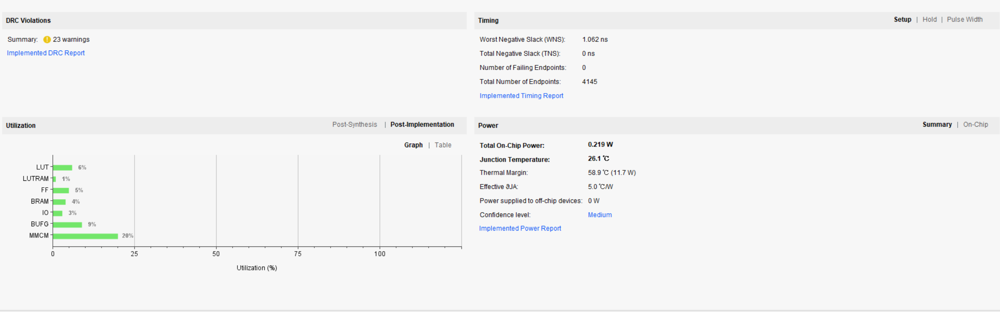 DRC Violations
Summary: 23 warnings
Implemented DRC Report
Timing
Setup | Hold | Pulse Width
Worst Negative Slack (WNS): 1.062 ns
Total Negative Slack (TNS): 0 ns
Number of Failing Endpoints: 0
Total Number of Endpoints: 4145
Implemented Timing Report
Utilization
Post-Synthesis | Post-Implementation
Graph | Table
LUT 6%
LUTRAM 1%
FF 5%
BRAM 4%
IO 3%
BUFG 9%
MMCM 20%
0 25 50 75 100
Utilization (%)
Power
Summary | On-Chip
Total On-Chip Power: 0.219 W
Junction Temperature: 26.1 ℃
Thermal Margin: 58.9 ℃ (11.7 W)
Effective ϑJA: 5.0 ℃/W
Power supplied to off-chip devices: 0 W
Confidence level: Medium
Implemented Power Report